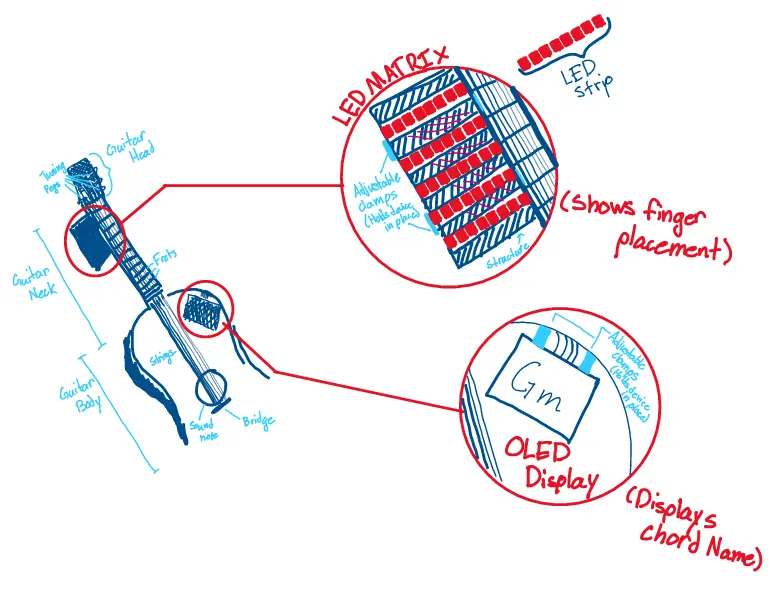 LED MATRIX
LED
strip
Guitar
Head
Tuning
Pegs
Adjustable
clamps
(Holds device
in place)
(Shows finger
placement)
Structure
Guitar
Neck
Frets
Strings
Guitar
Body
Sound
Bridge
Adjustable
clamps
(Holds device
in place)
Gm
OLED
Display
(Displays
chord Name)